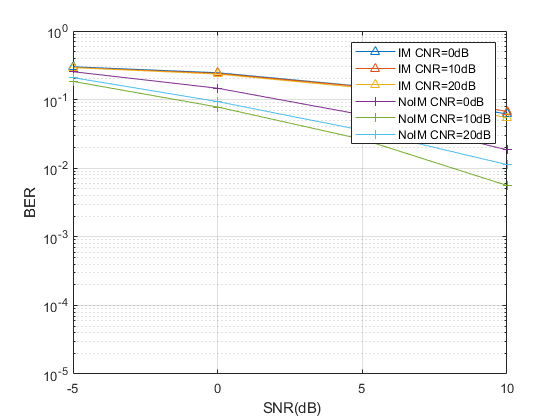 10^0
10^-1
10^-2
10^-3
10^-4
10^-5
BER
-5
0
5
10
SNR(dB)
IM CNR=0dB
IM CNR=10dB
IM CNR=20dB
NoIM CNR=0dB
NoIM CNR=10dB
NoIM CNR=20dB